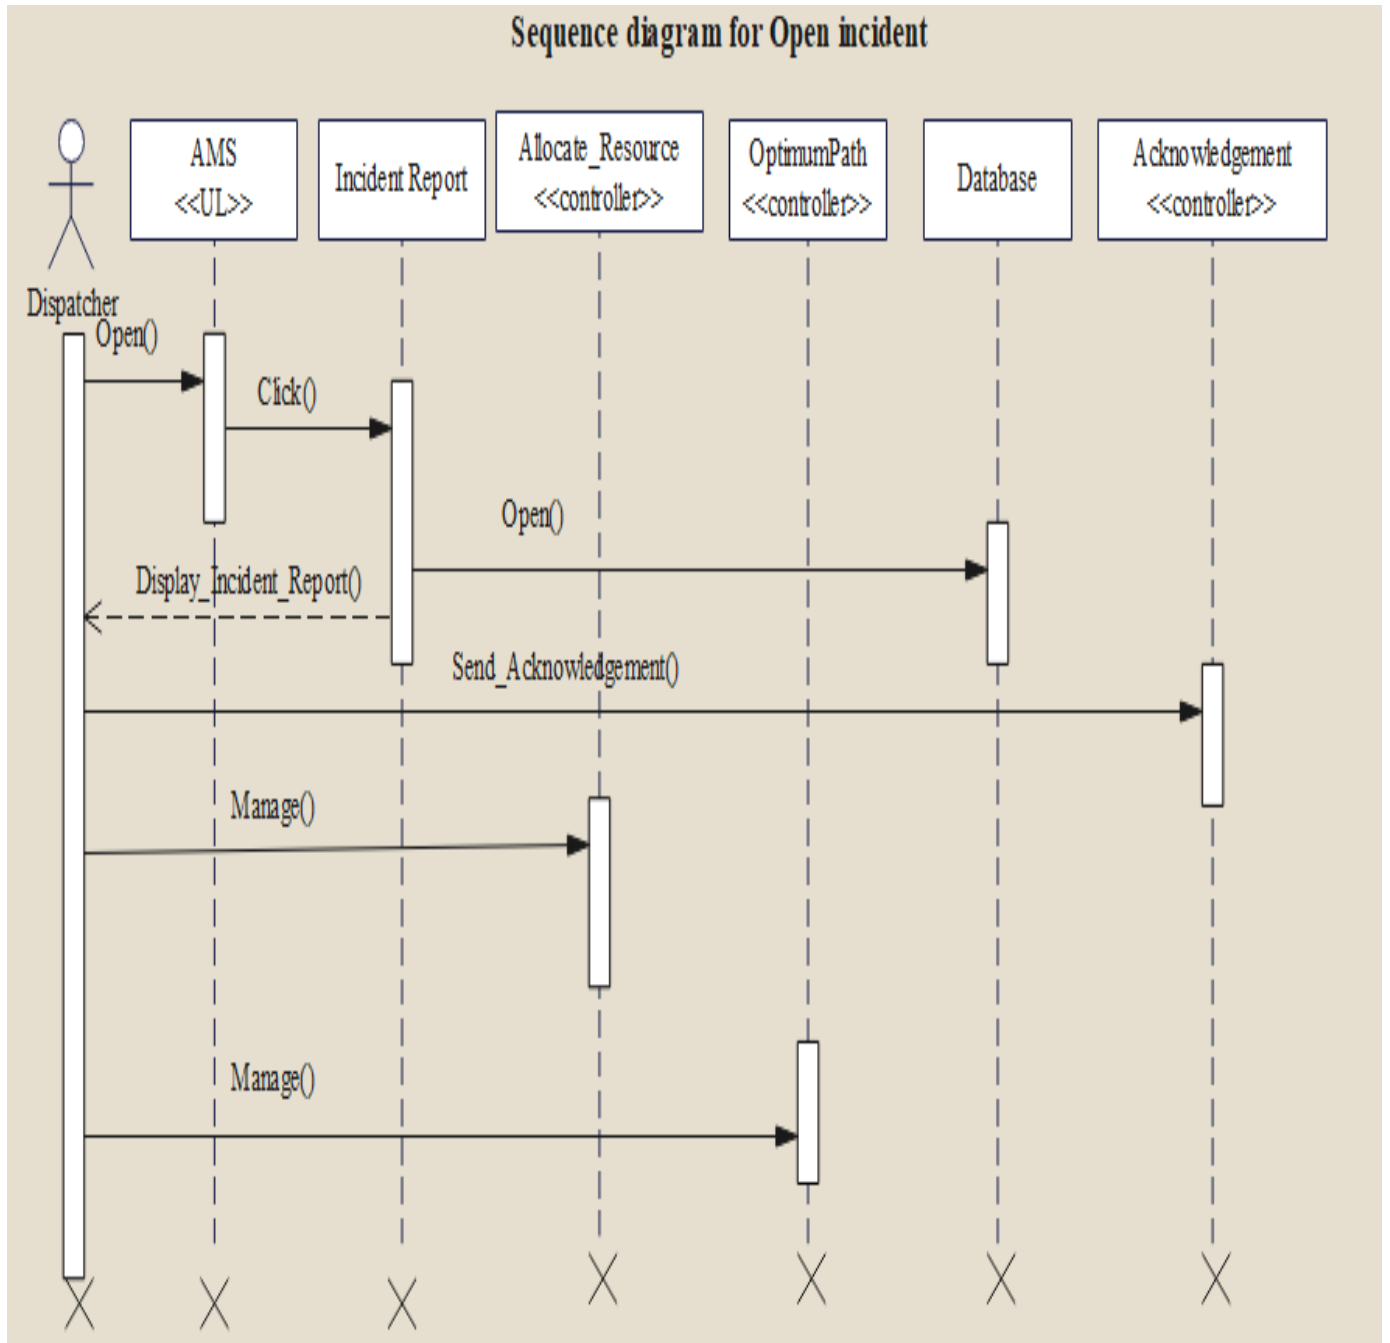 Sequence diagram for Open incident
AMS
<<UL>>
Incident Report
Allocate_Resource
<<controller>>
OptimumPath
<<controller>>
Database
Acknowledgement
<<controller>>
Dispatcher
Open()
Click()
Open()
Display_Incident_Report()
Send_Acknowledgement()
Manage()
Manage()